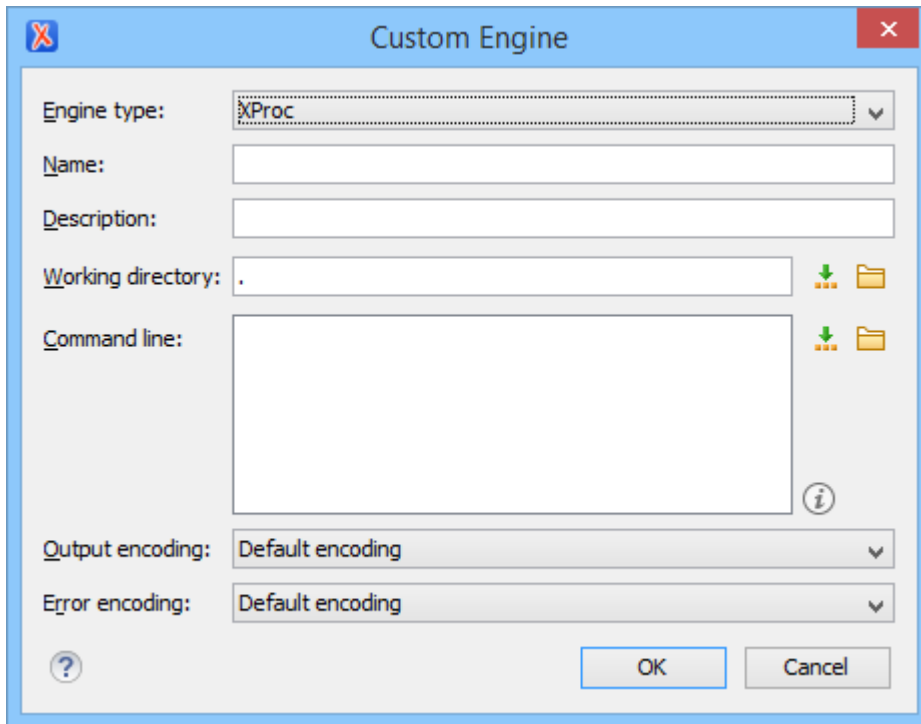 Custom Engine
Engine type: XProc
Name:
Description:
Working directory: .
Command line:
Output encoding: Default encoding
Error encoding: Default encoding
OK Cancel